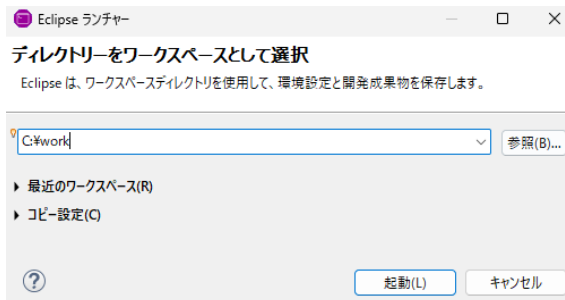 Eclipse ランチャー
ディレクトリーをワークスペースとして選択
Eclipse は、ワークスペースディレクトリを使用して、環境設定と開発成果物を保存します。
C:¥work
参照(B)...
最近のワークスペース(R)
コピー設定(C)
?
起動(L)
キャンセル